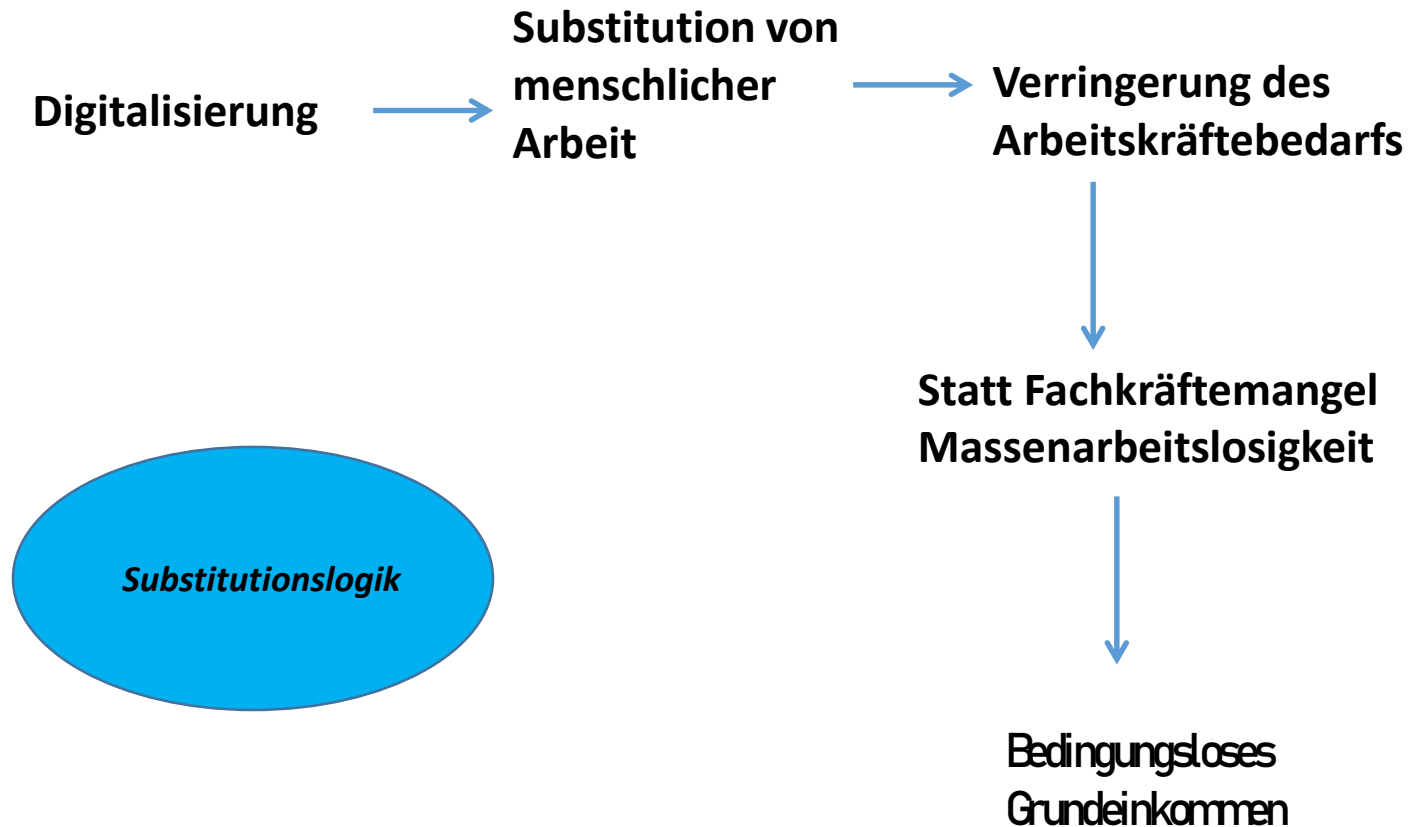 Digitalisierung
Substitution von
menschlicher
Arbeit
Verringerung des
Arbeitskräftebedarfs
Statt Fachkräftemangel
Massenarbeitslosigkeit
Substitutionslogik
Bedingungsloses
Grundeinkommen